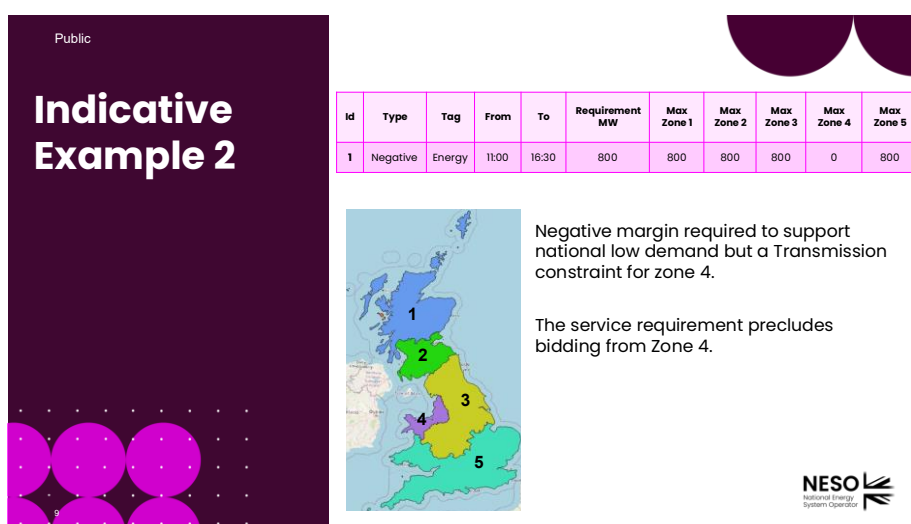 Public
Indicative
Example 2
Id Type Tag From To Requirement MW Max Zone 1 Max Zone 2 Max Zone 3 Max Zone 4 Max Zone 5
1 Negative Energy 11:00 16:30 800 800 800 800 0 800
1
2
3
4
5
Negative margin required to support
national low demand but a Transmission
constraint for zone 4.
The service requirement precludes
bidding from Zone 4.
9
NESO
National Energy
System Operator